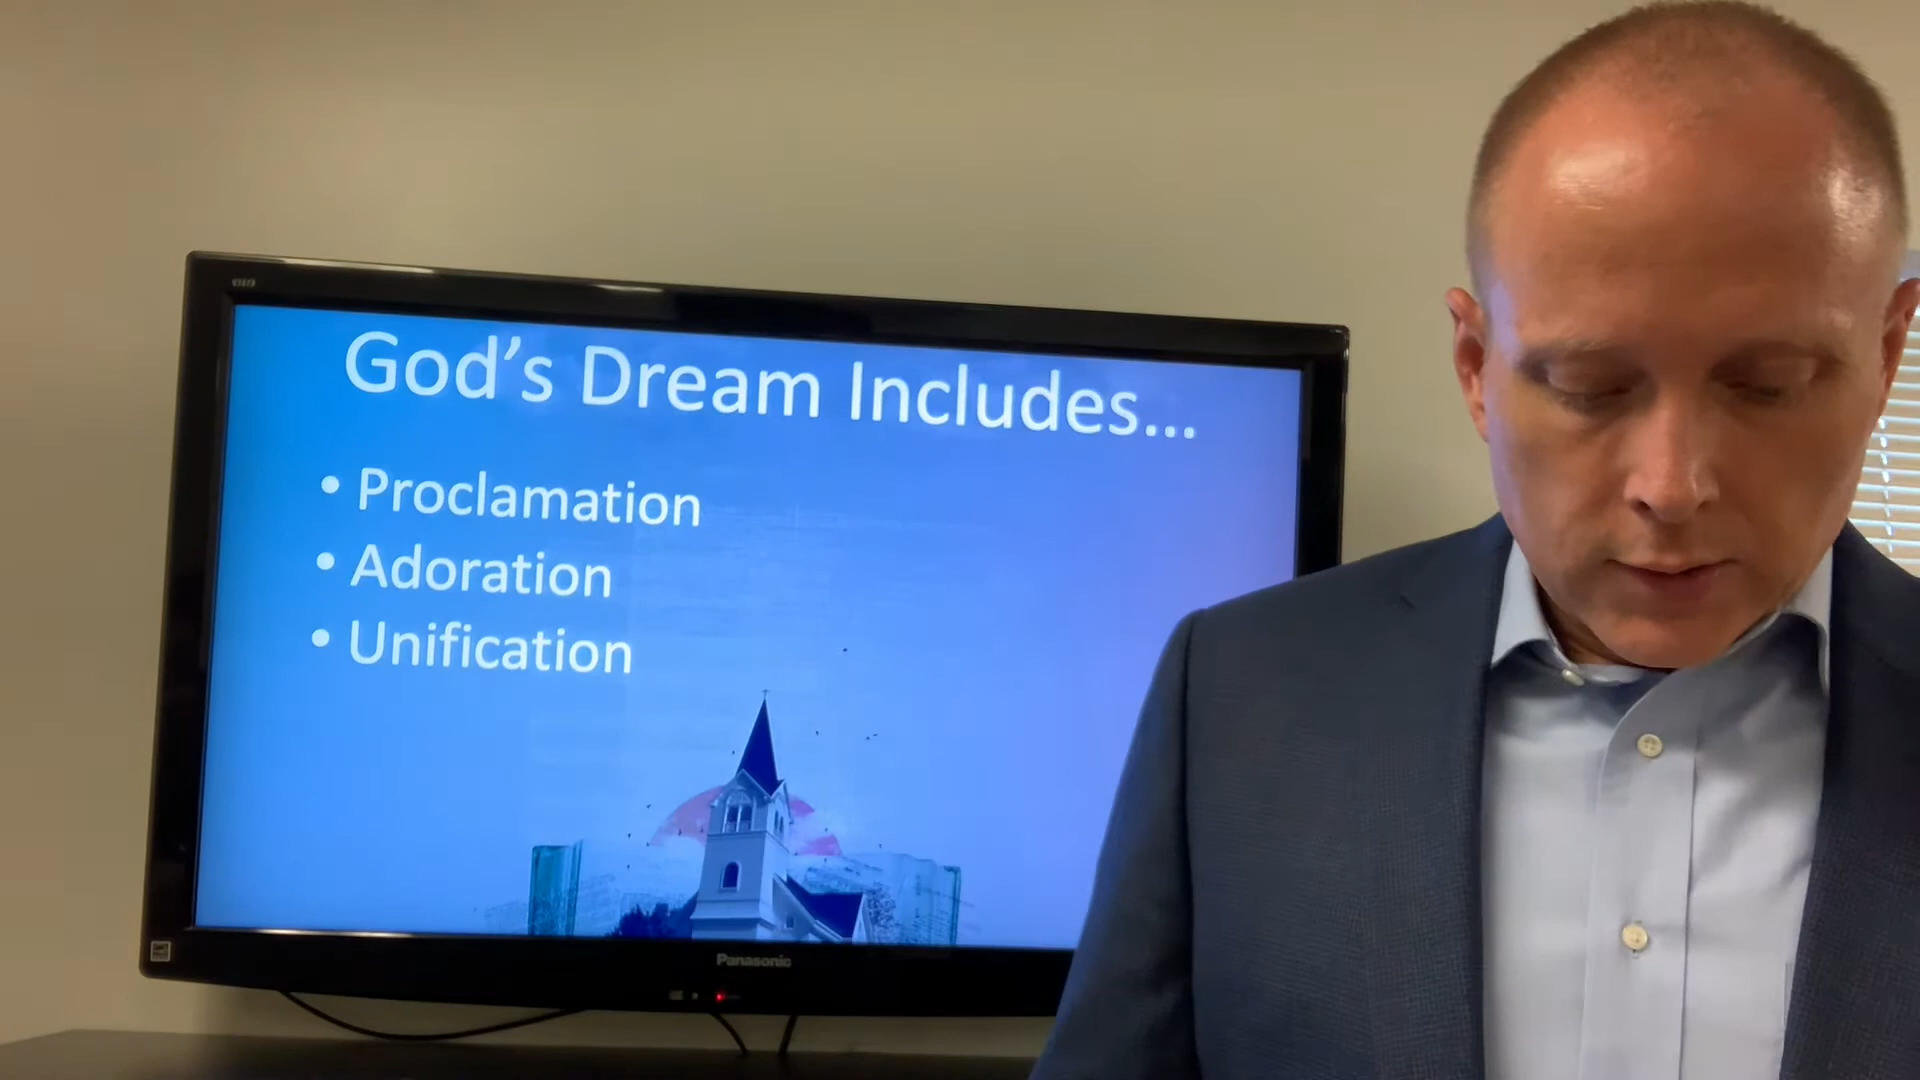 God's Dream Includes...
• Proclamation
• Adoration
• Unification
Panasonic